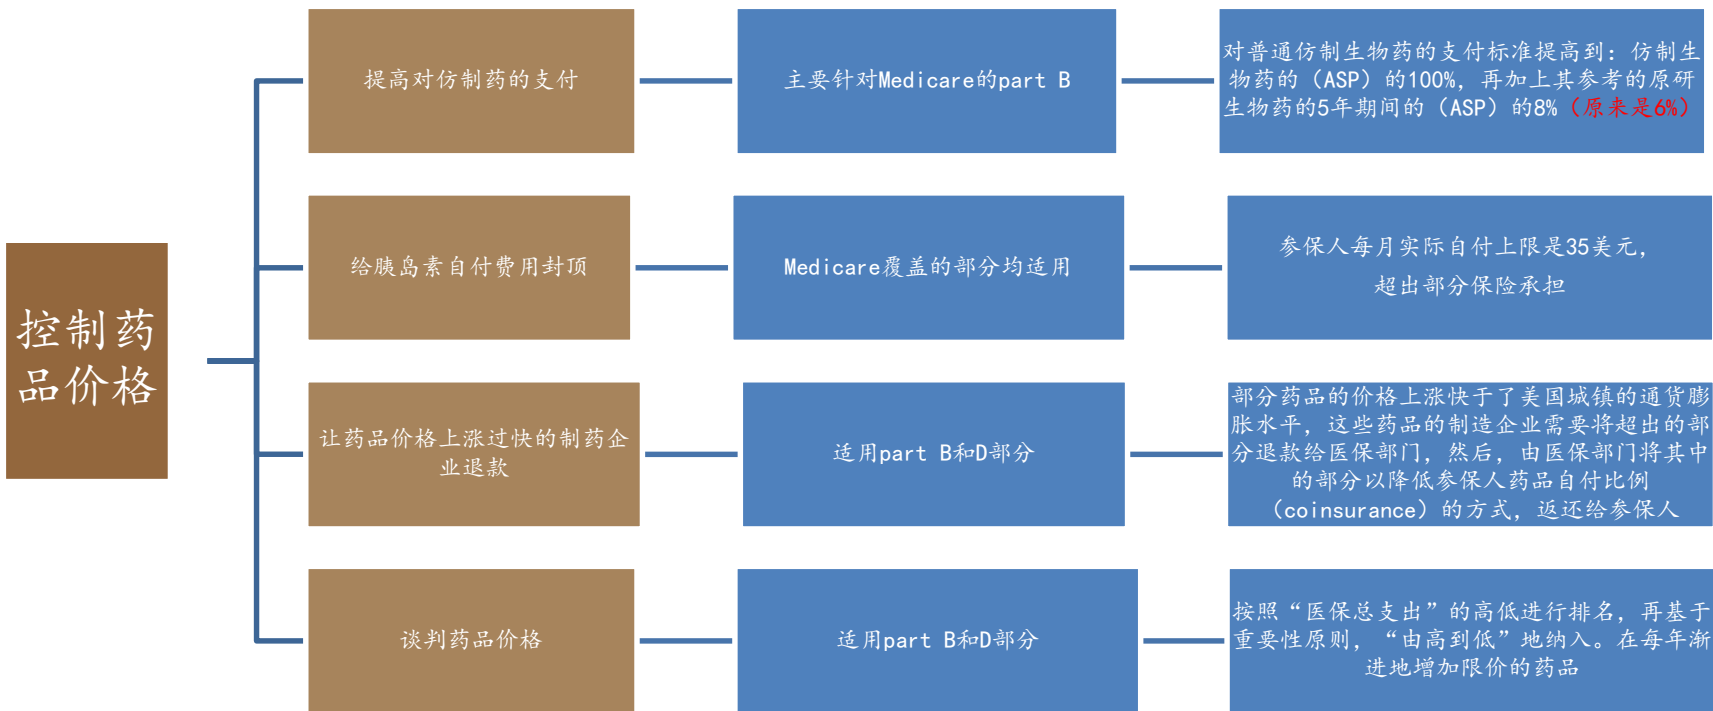 控制药
品价格
提高对仿制药的支付
主要针对Medicare的part B
对普通仿制生物药的支付标准提高到：仿制生
物药的（ASP）的100%，再加上其参考的原研
生物药的5年期间的（ASP）的8%（原来是6%）
给胰岛素自付费用封顶
Medicare覆盖的部分均适用
参保人每月实际自付上限是35美元，
超出部分保险承担
让药品价格上涨过快的制药企
业退款
适用part B和D部分
部分药品的价格上涨快于了美国城镇的通货膨
胀水平，这些药品的制造企业需要将超出的部
分退款给医保部门，然后，由医保部门将其中
的部分以降低参保人药品自付比例
（coinsurance）的方式，返还给参保人
谈判药品价格
适用part B和D部分
按照“医保总支出”的高低进行排名，再基于
重要性原则，“由高到低”地纳入。在每年渐
进地增加限价的药品